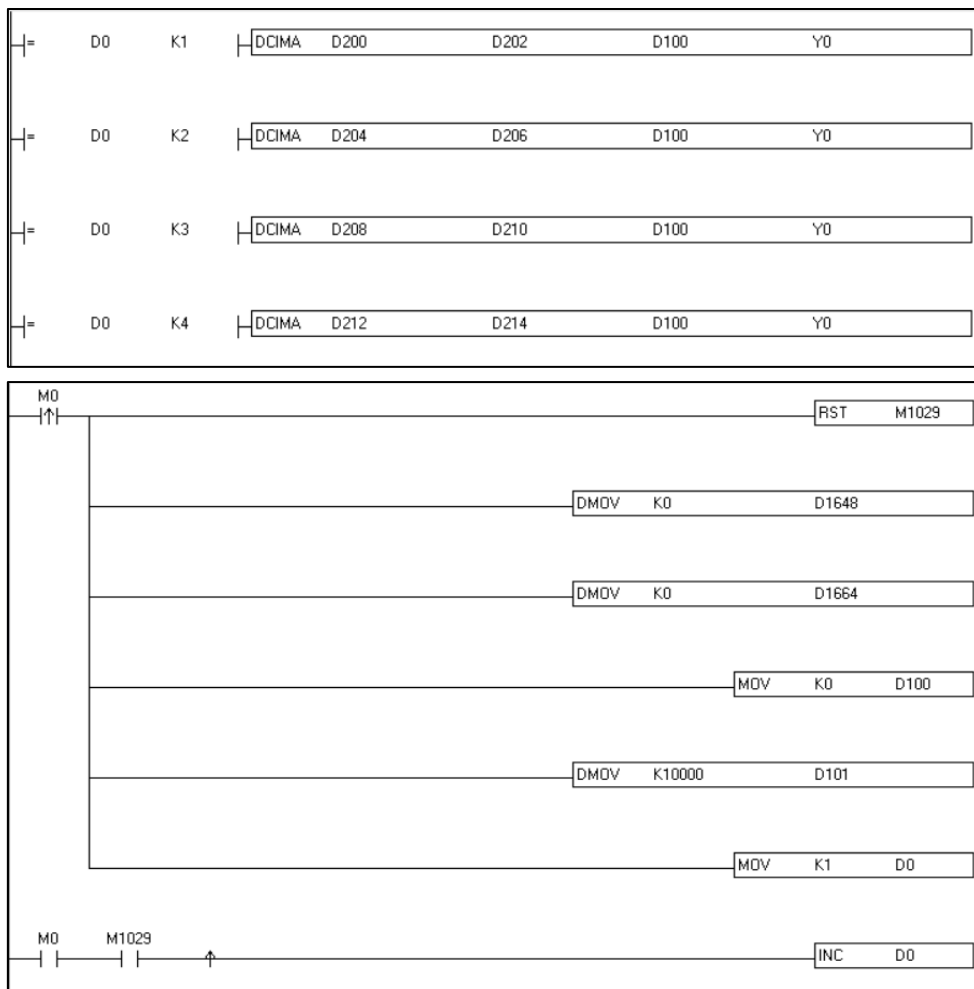 = D0 K1 DCIMA D200 D202 D100 Y0
= D0 K2 DCIMA D204 D206 D100 Y0
= D0 K3 DCIMA D208 D210 D100 Y0
= D0 K4 DCIMA D212 D214 D100 Y0
M0
RST M1029
DMOV K0 D1648
DMOV K0 D1664
MOV K0 D100
DMOV K10000 D101
MOV K1 D0
M0 M1029
INC D0